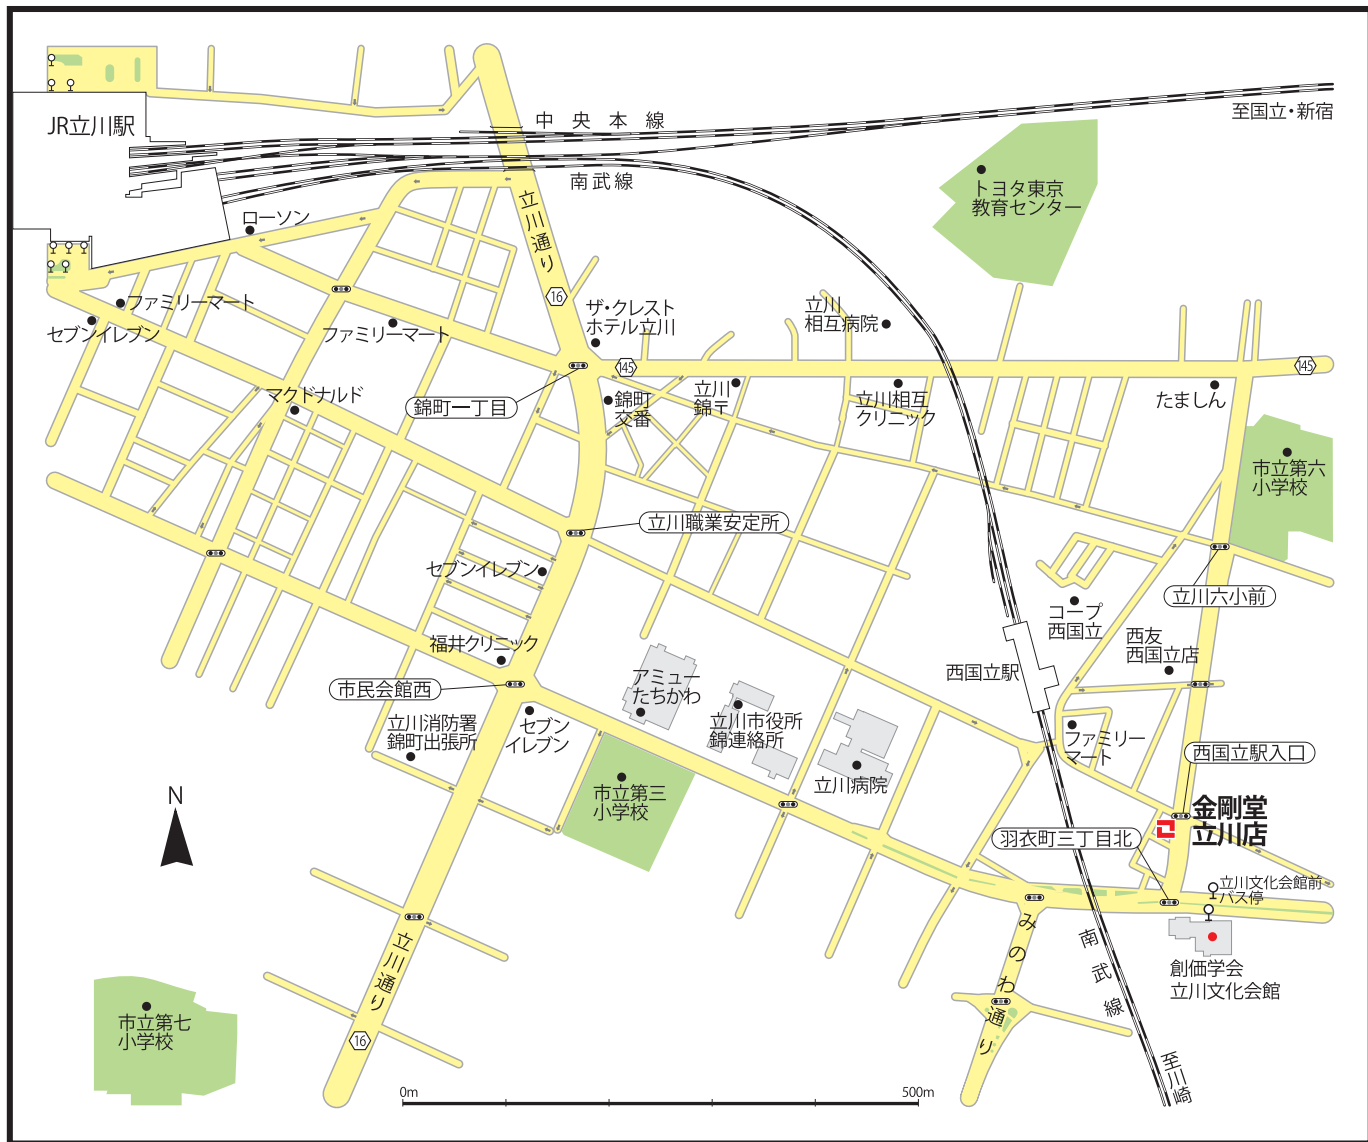 JR立川駅
中央本線
至国立・新宿
南武線
トヨタ東京
教育センター
ローソン
立川通り
16
ファミリーマート
セブンイレブン
ファミリーマート
ザ・クレスト
ホテル立川
立川
相互病院
145
145
マクドナルド
錦町一丁目
錦町
交番
立川
錦〒
立川相互
クリニック
たましん
市立第六
小学校
立川職業安定所
セブンイレブン
立川六小前
コープ
西国立
西友
西国立店
福井クリニック
西国立駅
市民会館西
アミュー
たちかわ
立川消防署
錦町出張所
セブン
イレブン
立川市役所
錦連絡所
ファミリー
マート
西国立駅入口
立川病院
市立第三
小学校
N
金剛堂
立川店
羽衣町三丁目北
立川文化会館前
バス停
みのわ通り
南武線
立川通り
創価学会
立川文化会館
市立第七
小学校
16
至川崎
0m
500m